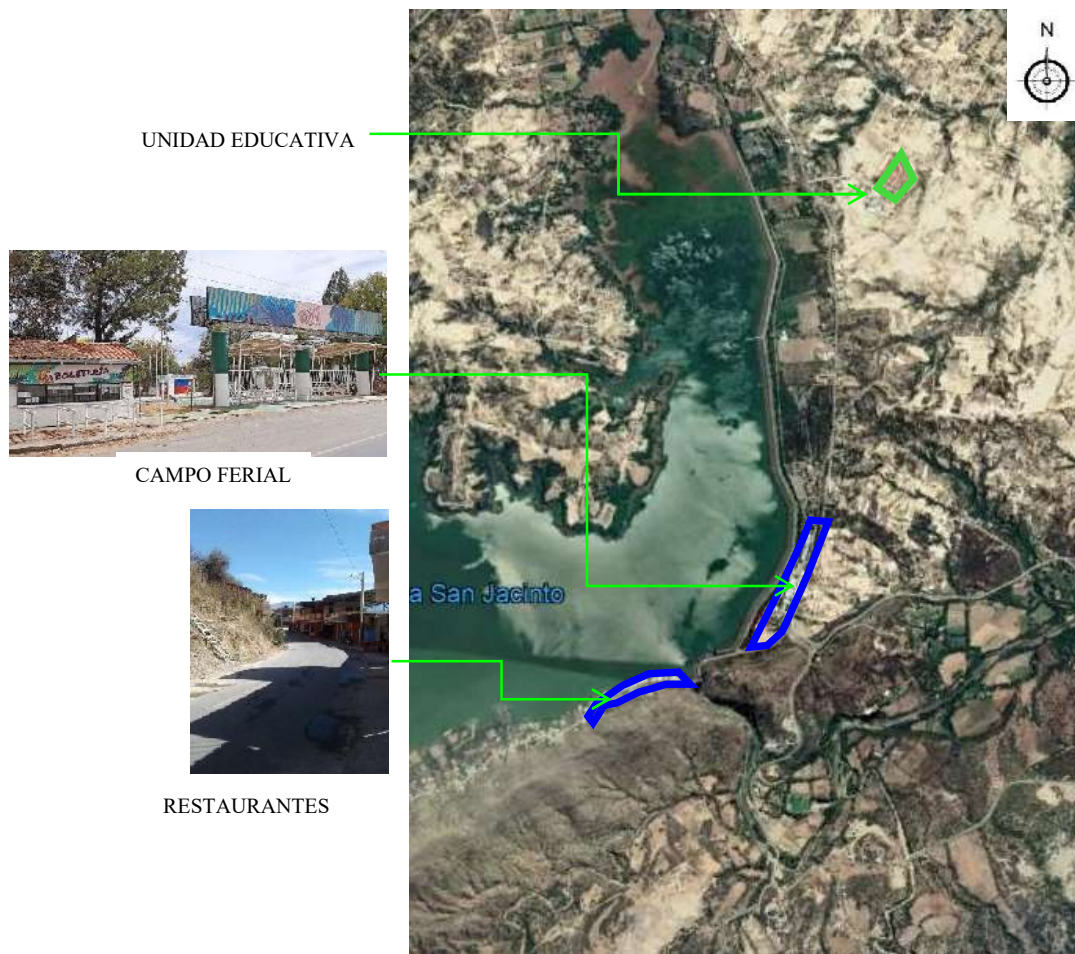 N
UNIDAD EDUCATIVA
BOLETERÍA
CAMPO FERIAL
a San Jacinto
RESTAURANTES